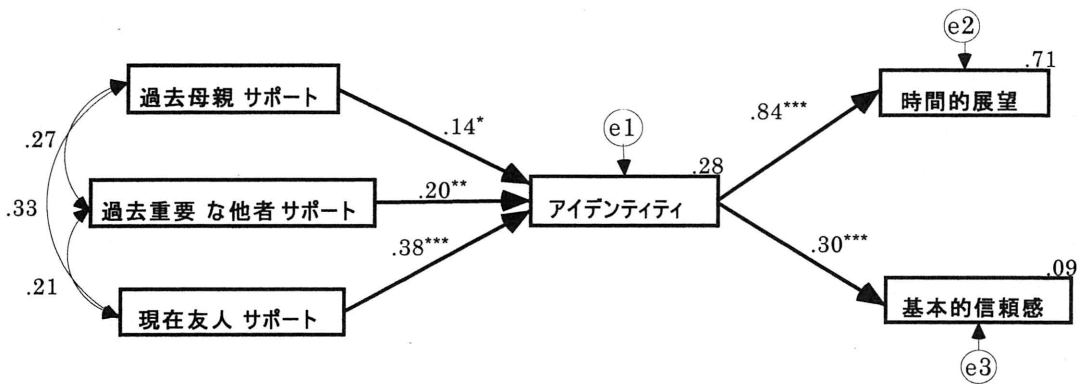 e2
.71
時間的展望
過去母親 サポート
.27
.14*
e1
.84***
.28
過去重要 な他者 サポート
.20**
アイデンティティ
.33
.38***
.30***
.21
.09
現在友人 サポート
基本的信頼感
e3